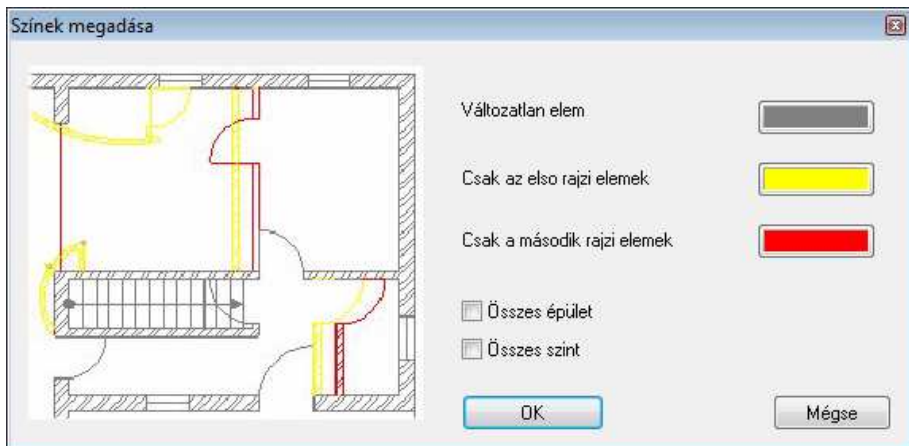 Színek megadása
Változatlan elem
Csak az elso rajzi elemek
Csak a második rajzi elemek
Összes épület
Összes szint
OK
Mégse